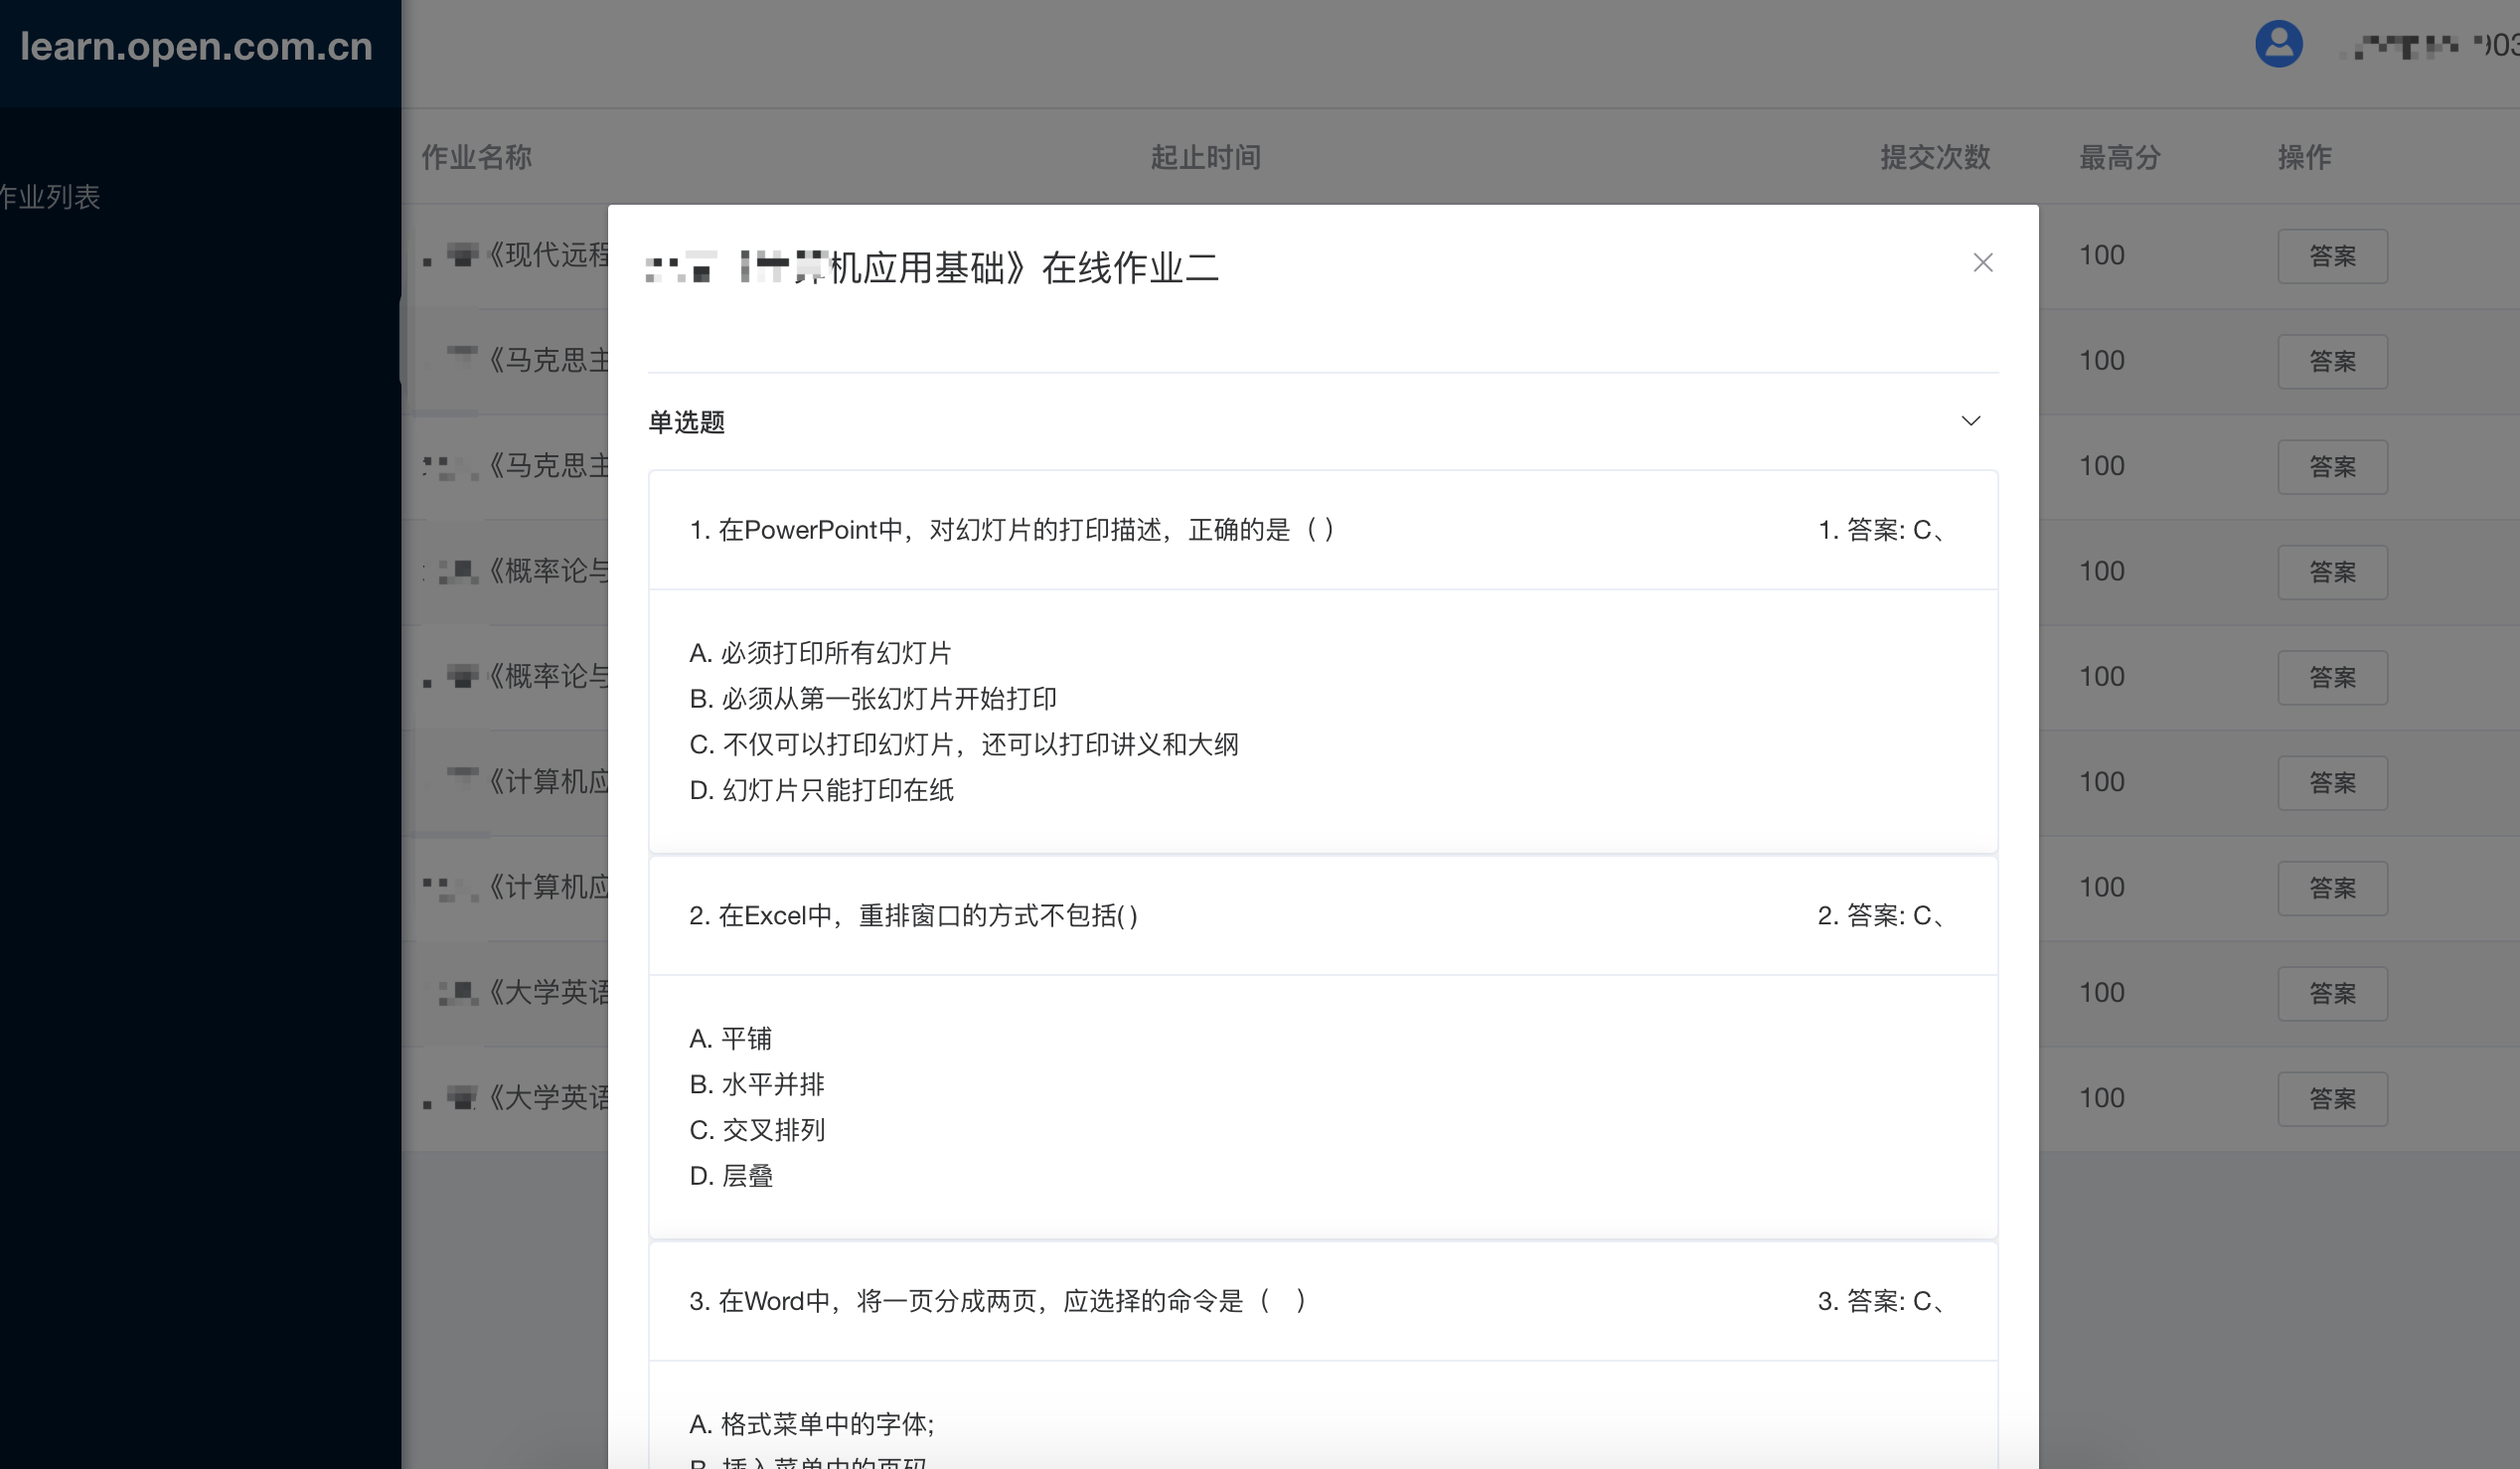 learn.open.com.cn
903
作业列表
作业名称 起止时间 提交次数 最高分 操作
《现代远程 100 答案
《马克思主 100 答案
《马克思主 100 答案
《概率论与 100 答案
《概率论与 100 答案
《计算机应 100 答案
《计算机应 100 答案
《大学英语 100 答案
《大学英语 100 答案
机应用基础》在线作业二
单选题
1. 在PowerPoint中，对幻灯片的打印描述，正确的是（ ）
1. 答案: C、
A. 必须打印所有幻灯片
B. 必须从第一张幻灯片开始打印
C. 不仅可以打印幻灯片，还可以打印讲义和大纲
D. 幻灯片只能打印在纸
2. 在Excel中，重排窗口的方式不包括( )
2. 答案: C、
A. 平铺
B. 水平并排
C. 交叉排列
D. 层叠
3. 在Word中，将一页分成两页，应选择的命令是（　）
3. 答案: C、
A. 格式菜单中的字体;
B. 插入菜单中的页码